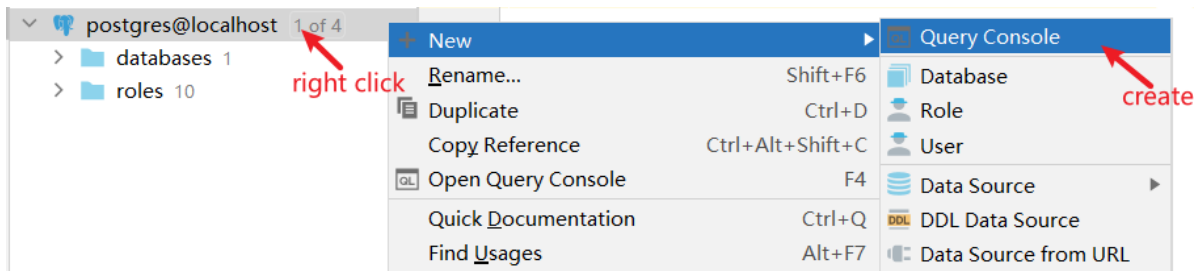 postgres@localhost 1 of 4
databases 1
roles 10
right click
New
Rename... Shift+F6
Duplicate Ctrl+D
Copy Reference Ctrl+Alt+Shift+C
QL Open Query Console F4
Quick Documentation Ctrl+Q
Find Usages Alt+F7
QL Query Console
create
Database
Role
User
Data Source
DDL DDL Data Source
Data Source from URL